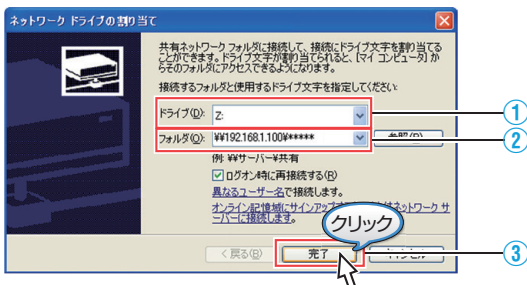 ネットワーク ドライブの割り当て
共有ネットワーク フォルダに接続して、接続にドライブ文字を割り当てる
ことができます。ドライブ文字が割り当てられると、[マイ コンピュータ] か
らそのフォルダにアクセスできるようになります。
接続するフォルダと使用するドライブ文字を指定してください:
ドライブ(D): Z: ①
フォルダ(O): ¥¥192.168.1.100¥***** 参照(R) ②
例: ¥¥サーバー¥共有
ログオン時に再接続する(R)
異なるユーザー名で接続します。
オンライン記憶域にサインアップ ネットワーク サ
ーバーに接続します。
クリック
< 戻る(B) 完了 ③